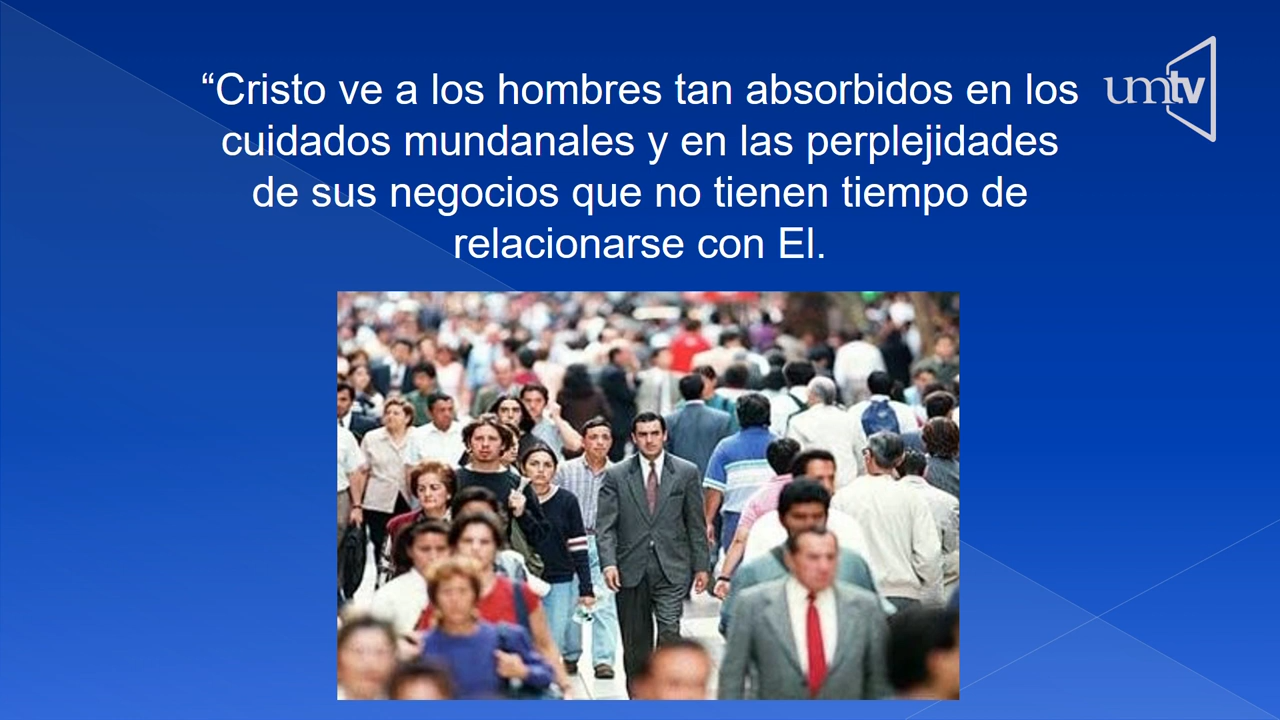 “Cristo ve a los hombres tan absorbidos en los
cuidados mundanales y en las perplejidades
de sus negocios que no tienen tiempo de
relacionarse con El.
umtv